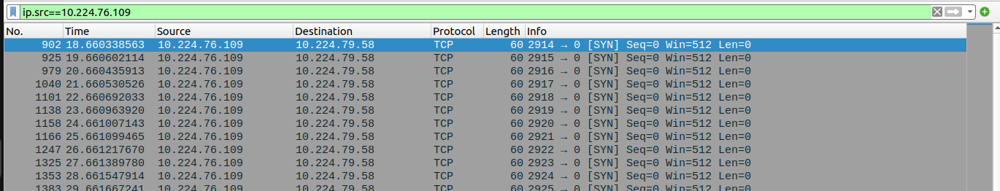 ip.src==10.224.76.109
No. Time Source Destination Protocol Length Info
902 18.660338563 10.224.76.109 10.224.79.58 TCP 60 2914 → 0 [SYN] Seq=0 Win=512 Len=0
925 19.660602114 10.224.76.109 10.224.79.58 TCP 60 2915 → 0 [SYN] Seq=0 Win=512 Len=0
979 20.660435913 10.224.76.109 10.224.79.58 TCP 60 2916 → 0 [SYN] Seq=0 Win=512 Len=0
1040 21.660530526 10.224.76.109 10.224.79.58 TCP 60 2917 → 0 [SYN] Seq=0 Win=512 Len=0
1101 22.660692033 10.224.76.109 10.224.79.58 TCP 60 2918 → 0 [SYN] Seq=0 Win=512 Len=0
1138 23.660963920 10.224.76.109 10.224.79.58 TCP 60 2919 → 0 [SYN] Seq=0 Win=512 Len=0
1158 24.661007143 10.224.76.109 10.224.79.58 TCP 60 2920 → 0 [SYN] Seq=0 Win=512 Len=0
1166 25.661099465 10.224.76.109 10.224.79.58 TCP 60 2921 → 0 [SYN] Seq=0 Win=512 Len=0
1247 26.661217670 10.224.76.109 10.224.79.58 TCP 60 2922 → 0 [SYN] Seq=0 Win=512 Len=0
1325 27.661389780 10.224.76.109 10.224.79.58 TCP 60 2923 → 0 [SYN] Seq=0 Win=512 Len=0
1353 28.661547914 10.224.76.109 10.224.79.58 TCP 60 2924 → 0 [SYN] Seq=0 Win=512 Len=0
1383 29.661667241 10.224.76.109 10.224.79.58 TCP 60 2925 → 0 [SYN] Seq=0 Win=512 Len=0